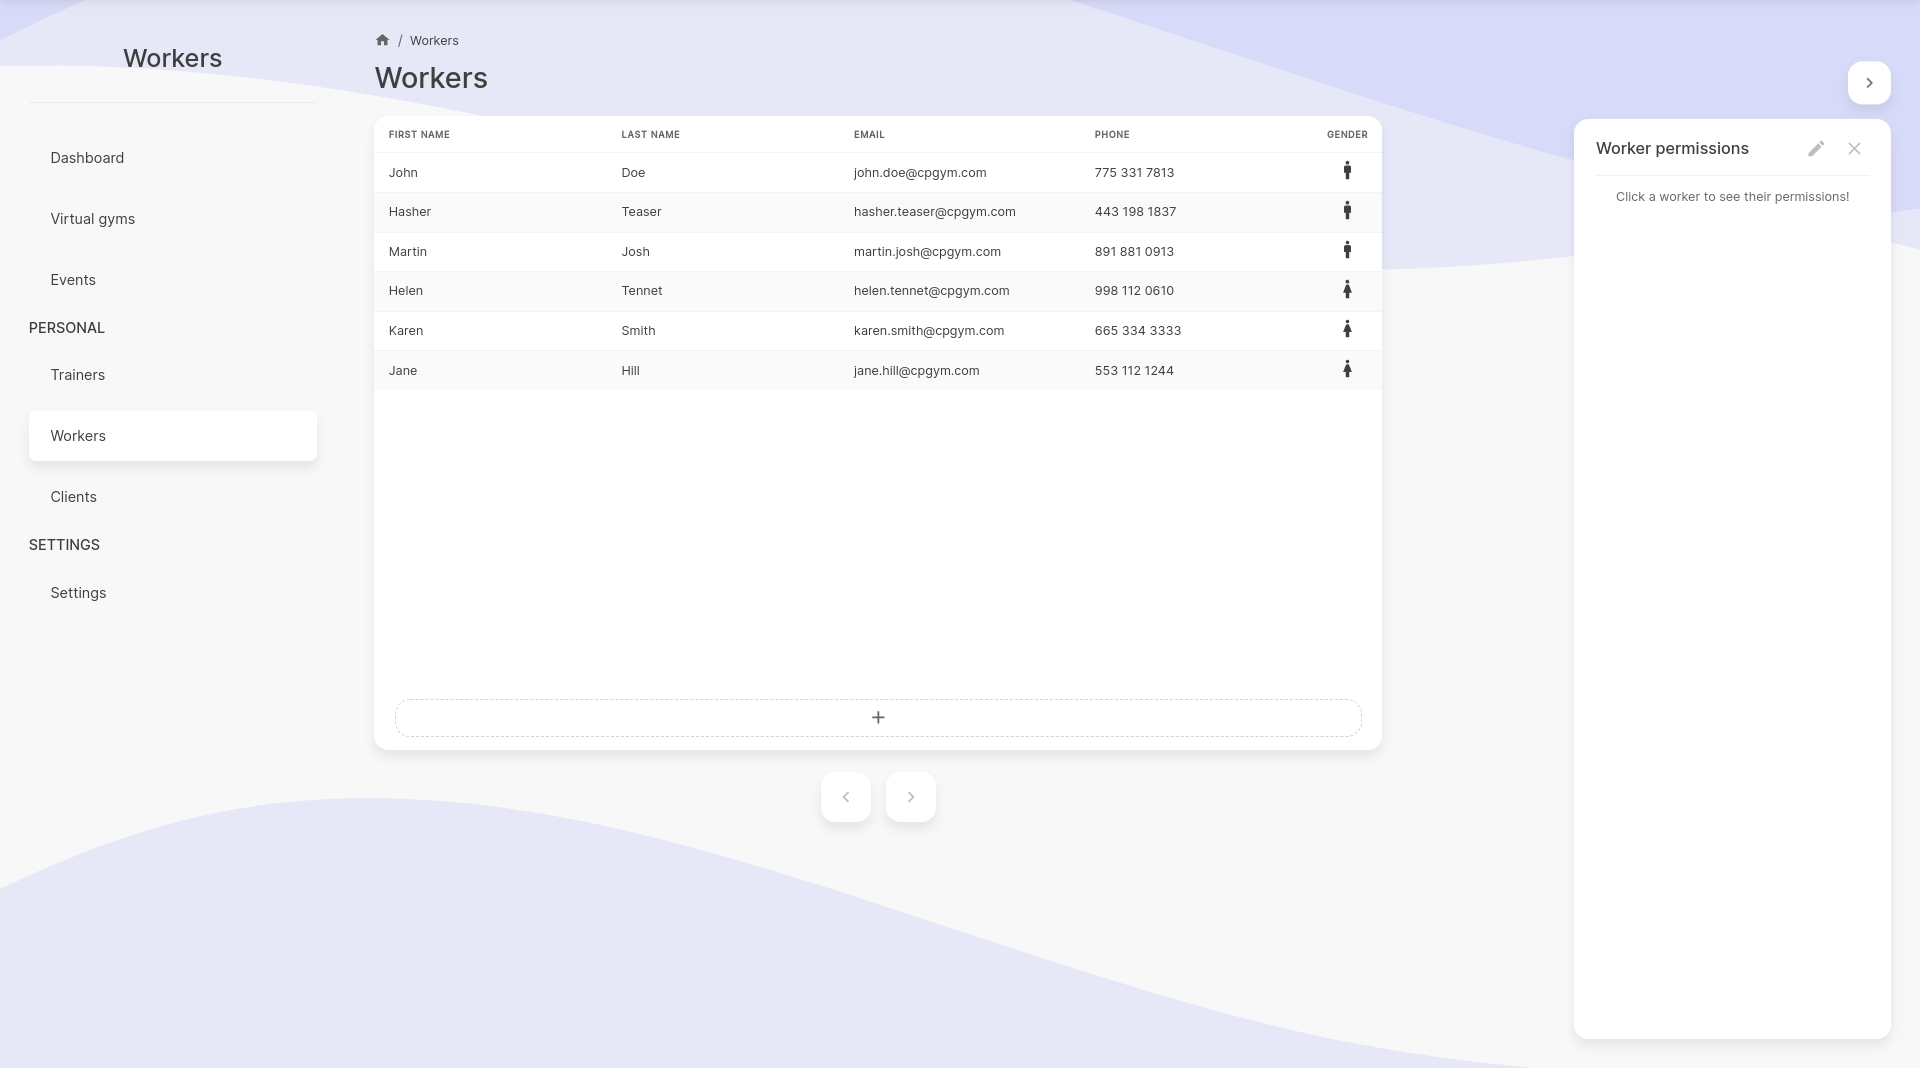 Workers
Dashboard
Virtual gyms
Events
PERSONAL
Trainers
Workers
Clients
SETTINGS
Settings
/ Workers
Workers
FIRST NAME LAST NAME EMAIL PHONE GENDER
John Doe john.doe@cpgym.com 775 331 7813
Hasher Teaser hasher.teaser@cpgym.com 443 198 1837
Martin Josh martin.josh@cpgym.com 891 881 0913
Helen Tennet helen.tennet@cpgym.com 998 112 0610
Karen Smith karen.smith@cpgym.com 665 334 3333
Jane Hill jane.hill@cpgym.com 553 112 1244
Worker permissions
Click a worker to see their permissions!